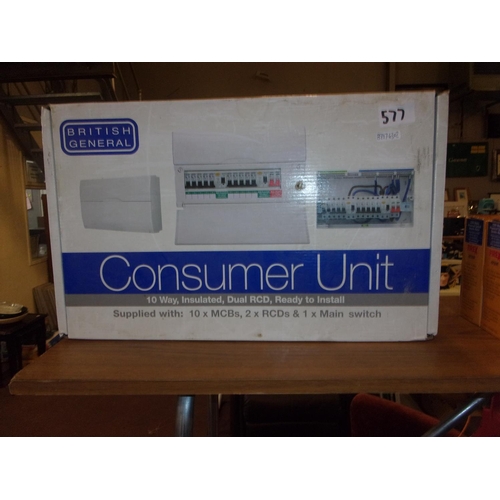 BRITISH
GENERAL
577
Consumer Unit
10 Way, Insulated, Dual RCD, Ready to Install
Supplied with: 10 x MCBs, 2 x RCDs & 1 x Main switch